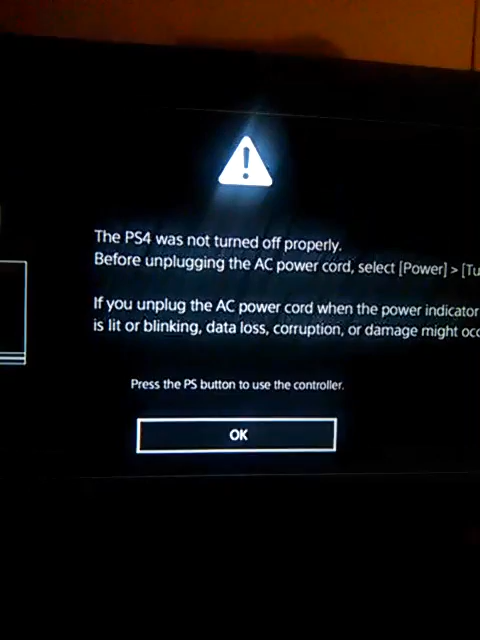 The PS4 was not turned off properly.
Before unplugging the AC power cord, select [Power] > [Tu
If you unplug the AC power cord when the power indicator
is lit or blinking, data loss, corruption, or damage might occ
Press the PS button to use the controller.
OK